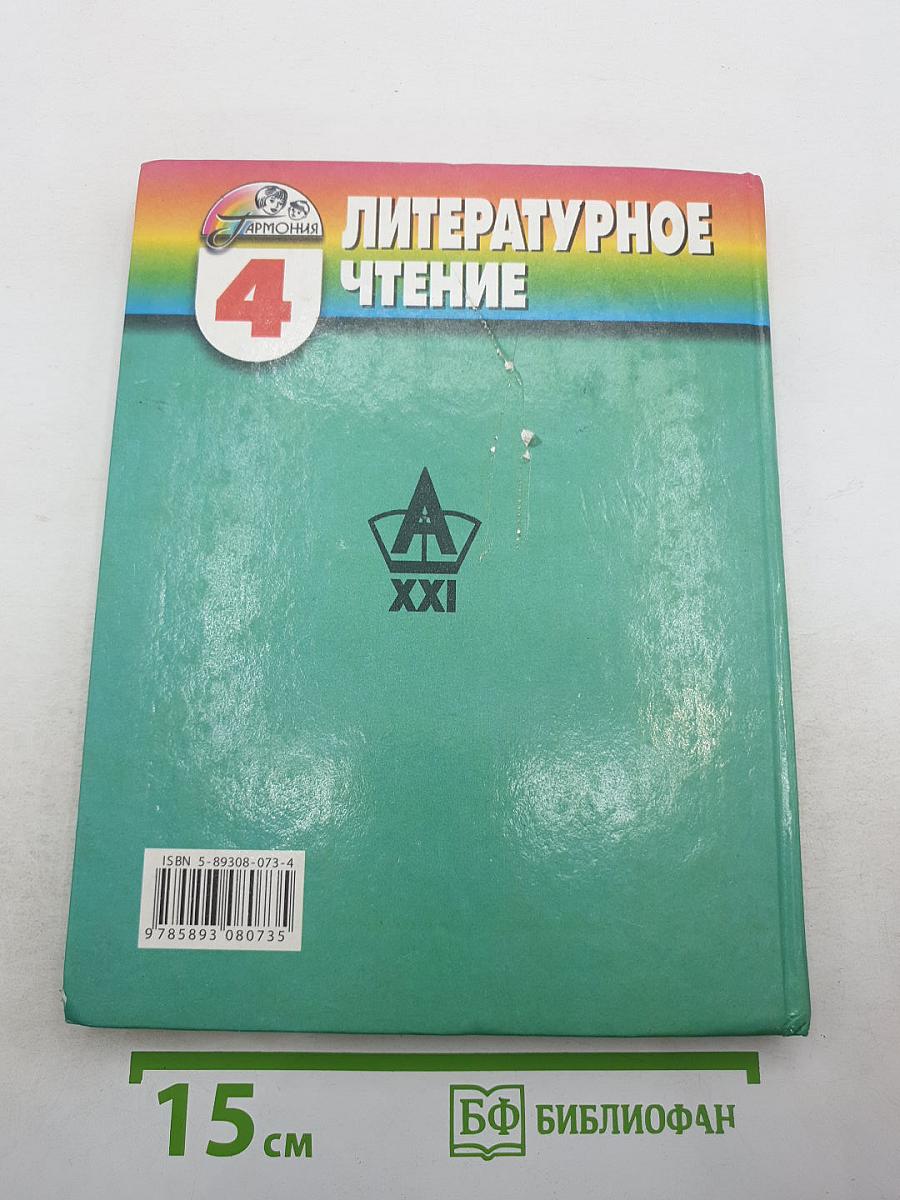 ГАРМОНИЯ
4
ЛИТЕРАТУРНОЕ
ЧТЕНИЕ
А
XXI
ISBN 5-89308-073-4
9 785893 080735
15 см
БФ БИБЛИОФАН